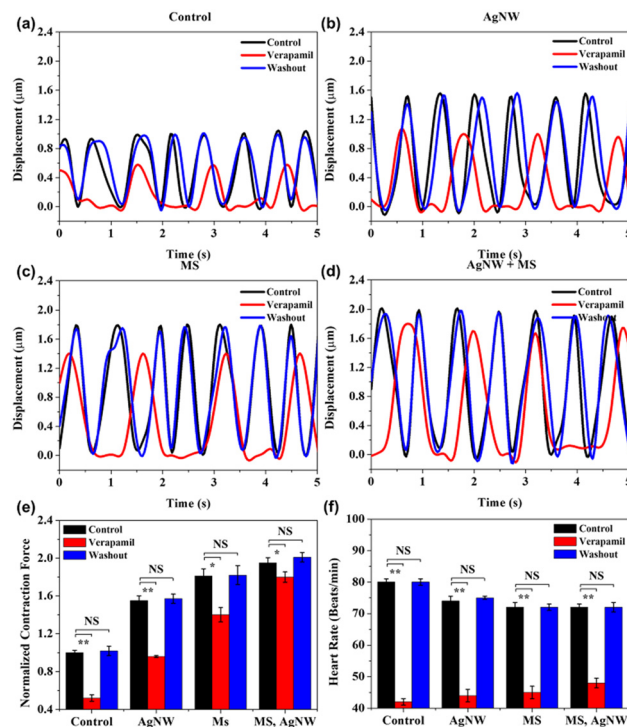 (a) Control
2.4
2.0
1.6
1.2
0.8
0.4
0.0
Displacement (μm)
Control
Verapamil
Washout
0 1 2 3 4 5
Time (s)
(b) AgNW
2.4
2.0
1.6
1.2
0.8
0.4
0.0
Displacement (μm)
Control
Verapamil
Washout
0 1 2 3 4 5
Time (s)
(c) MS
2.4
2.0
1.6
1.2
0.8
0.4
0.0
Displacement (μm)
Control
Verapamil
Washout
0 1 2 3 4 5
Time (s)
(d) AgNW + MS
2.4
2.0
1.6
1.2
0.8
0.4
0.0
Displacement (μm)
Control
Verapamil
Washout
0 1 2 3 4 5
Time (s)
(e)
2.4
2.0
1.6
1.2
0.8
0.4
Normalized Contraction Force
Control
Verapamil
Washout
NS
**
NS
**
NS
*
NS
*
Control AgNW Ms MS, AgNW
(f)
100
90
80
70
60
50
40
Heart Rate (Beats/min)
Control
Verapamil
Washout
NS
**
NS
**
NS
**
NS
**
Control AgNW MS MS, AgNW